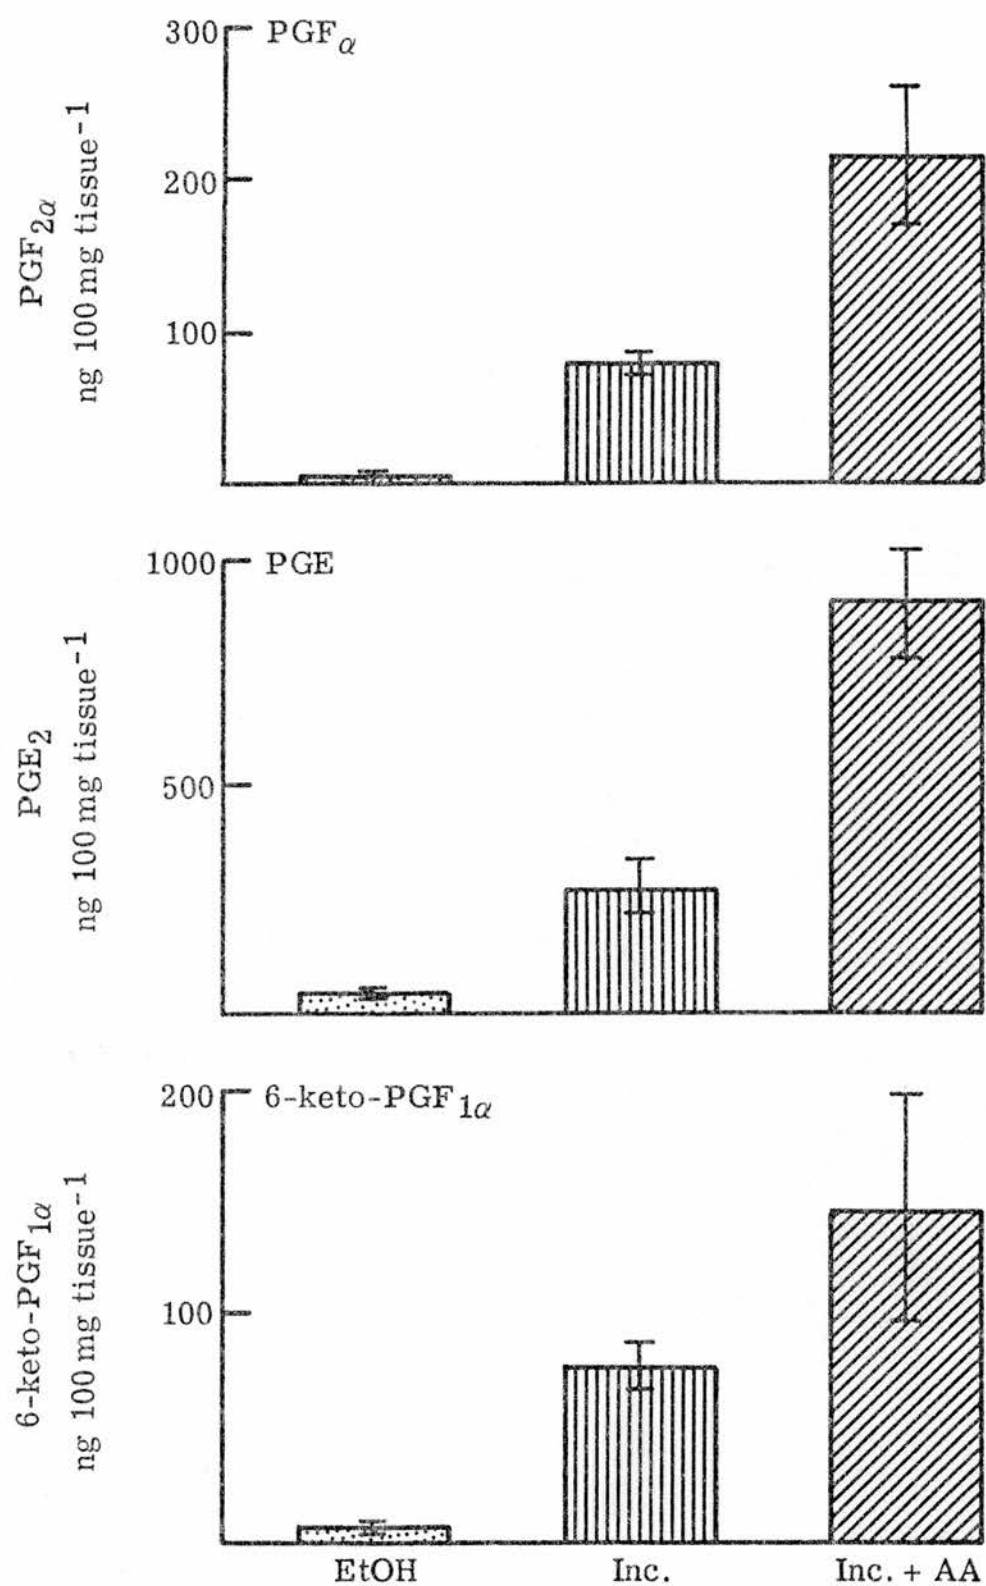 300
PGFα
200
100
PGF2α
ng 100 mg tissue-1
1000
PGE
500
PGE2
ng 100 mg tissue-1
200
6-keto-PGF1α
100
6-keto-PGF1α
ng 100 mg tissue-1
EtOH
Inc.
Inc. + AA